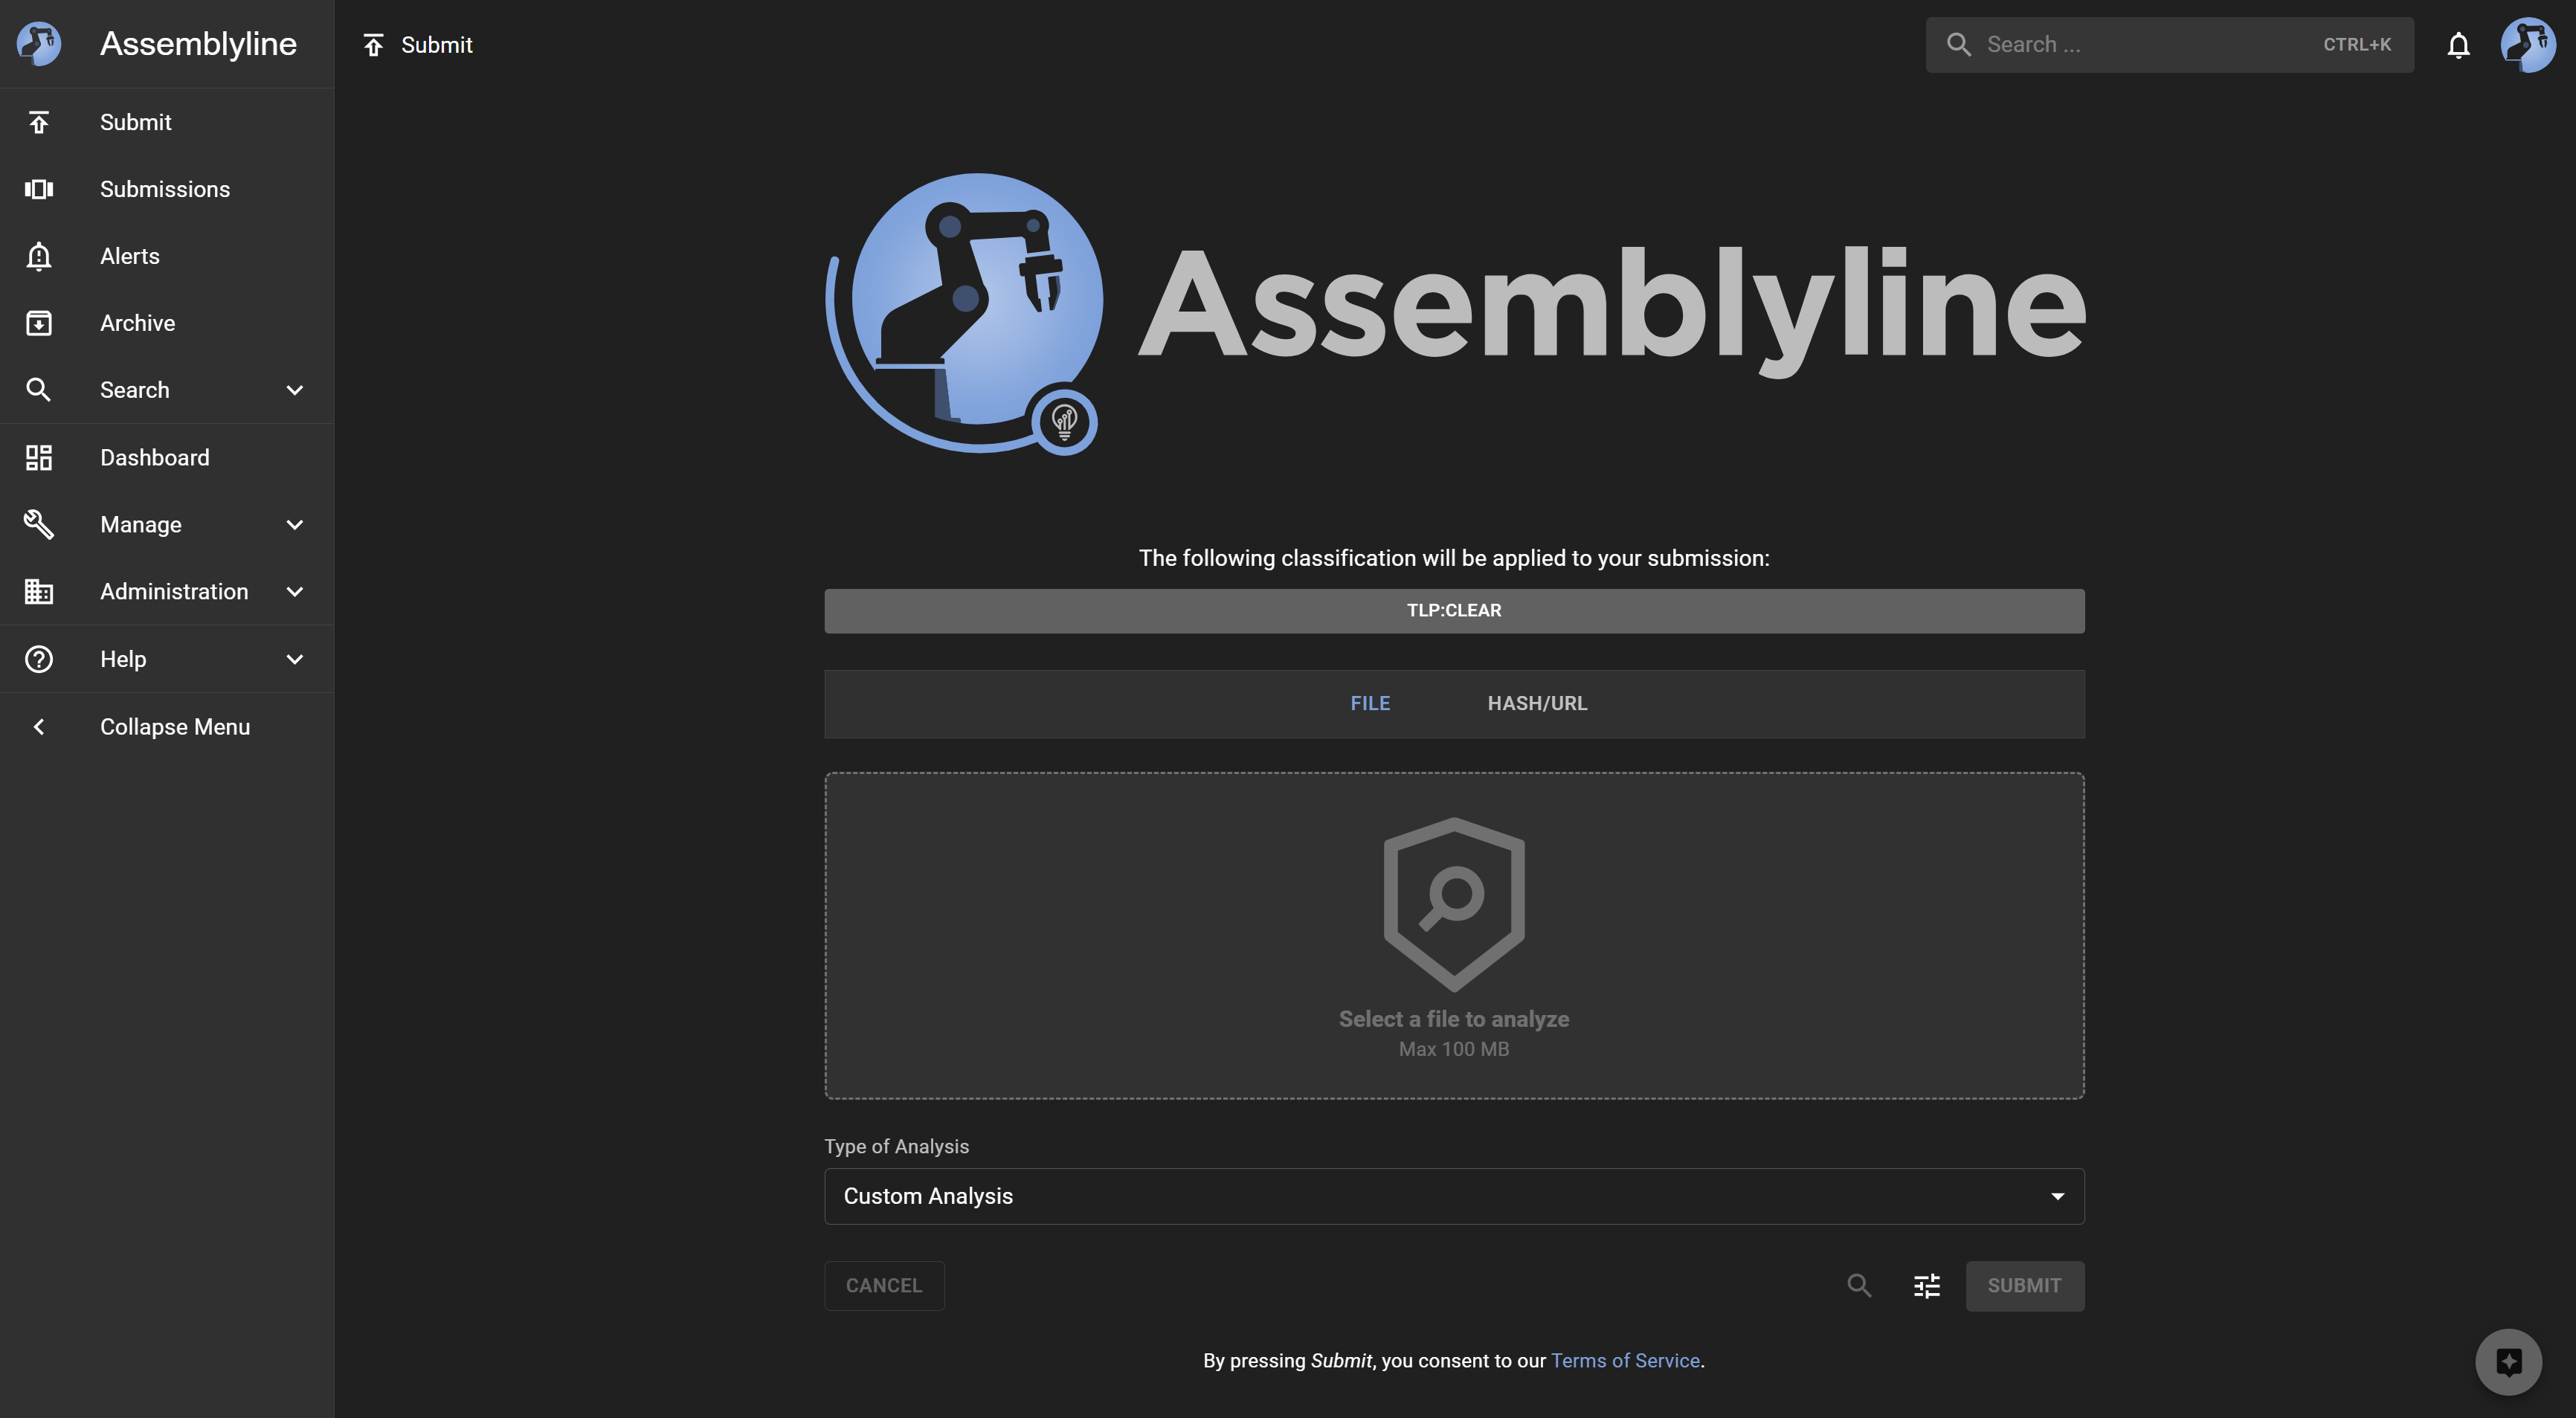 Assemblyline
Submit
Submissions
Alerts
Archive
Search
Dashboard
Manage
Administration
Help
Collapse Menu
Submit
Search ...
CTRL+K
Assemblyline
The following classification will be applied to your submission:
TLP:CLEAR
FILE
HASH/URL
Select a file to analyze
Max 100 MB
Type of Analysis
Custom Analysis
CANCEL
SUBMIT
By pressing Submit, you consent to our Terms of Service.